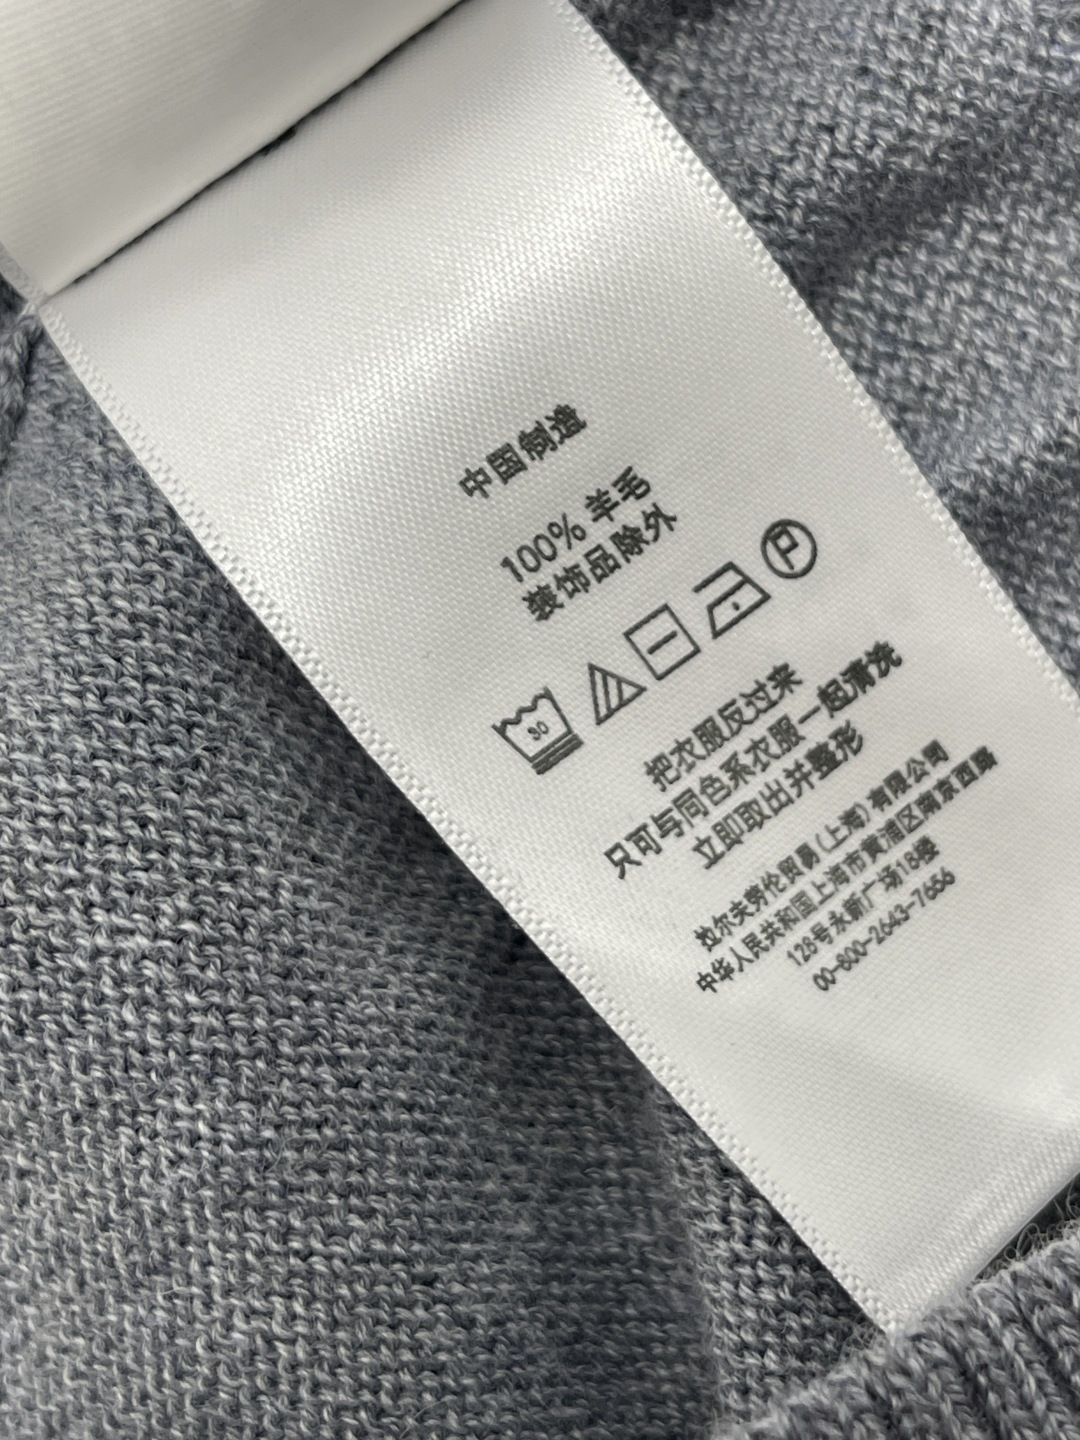 中国制造
100% 羊毛
装饰品除外
30
P
把衣服反过来
只可与同色系衣服一起清洗
立即取出并整形
拉尔夫劳伦贸易(上海)有限公司
中华人民共和国上海市黄浦区南京西路
128号永新广场18楼
00-800-2643-7656